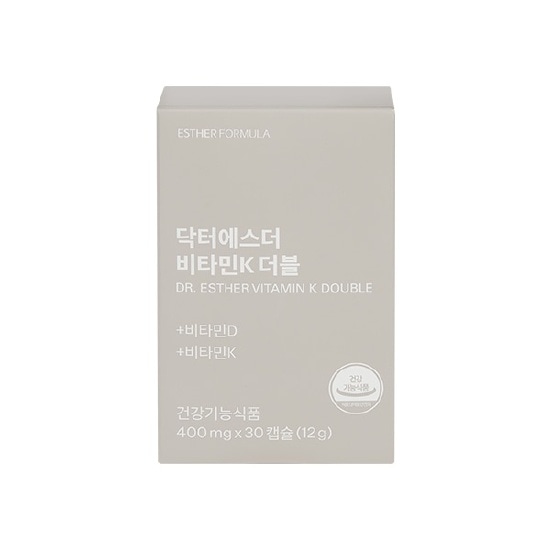 ESTHER FORMULA
닥터에스더
비타민K 더블
DR. ESTHER VITAMIN K DOUBLE
+비타민D
+비타민K
건강
기능식품
건강기능식품
400 mg x 30 캡슐 (12 g)